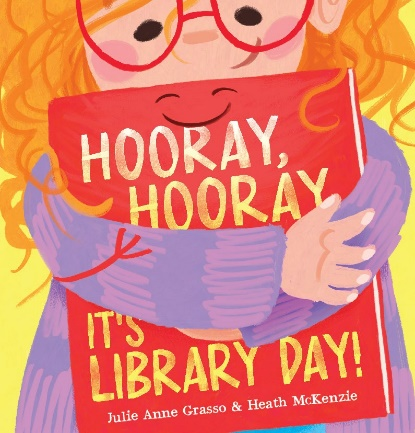 HOORAY,
HOORAY
IT'S
LIBRARY DAY!
Julie Anne Grasso & Heath McKenzie